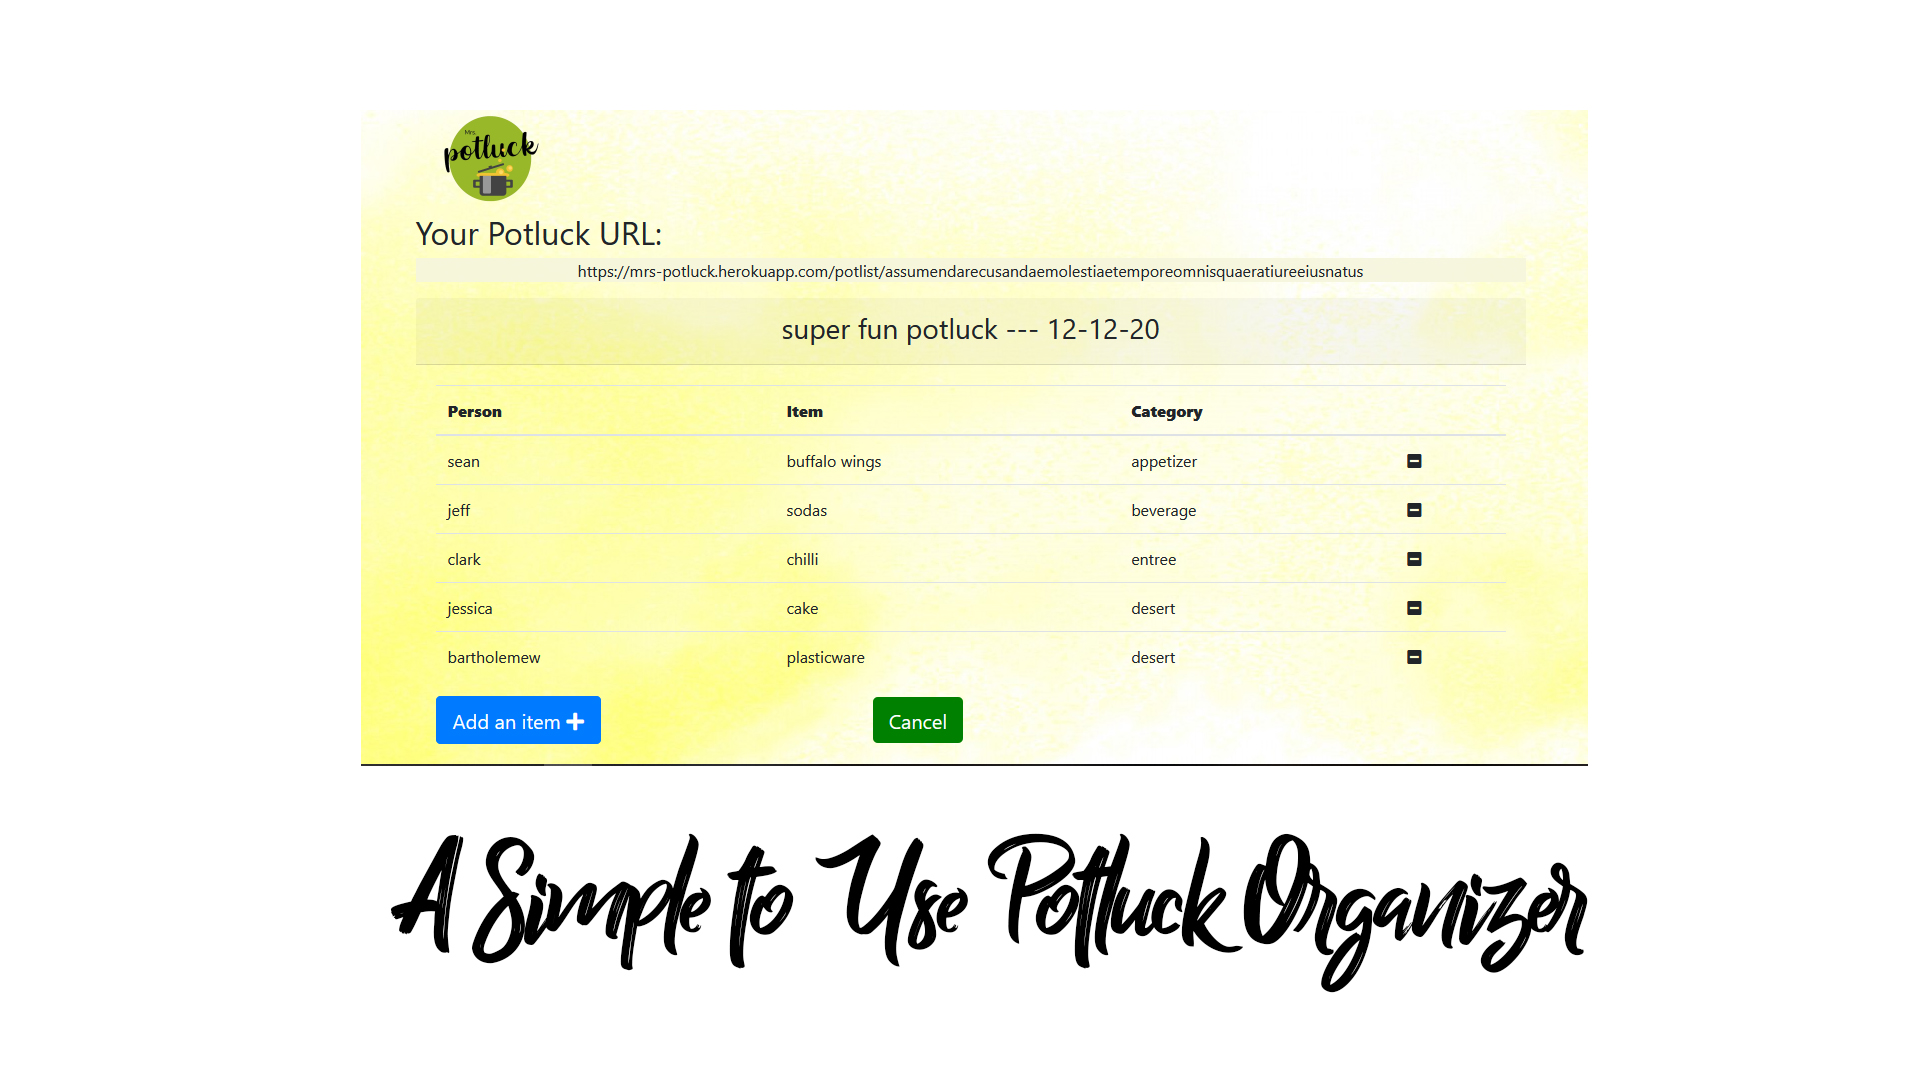 Mrs.
potluck
Your Potluck URL:
https://mrs-potluck.herokuapp.com/potlist/assumendarecusandaemolestiaetemporeomnisquaeratiureeiusnatus
super fun potluck --- 12-12-20
Person Item Category
sean buffalo wings appetizer
jeff sodas beverage
clark chilli entree
jessica cake desert
bartholemew plasticware desert
Add an item Cancel
A Simple to Use Potluck Organizer